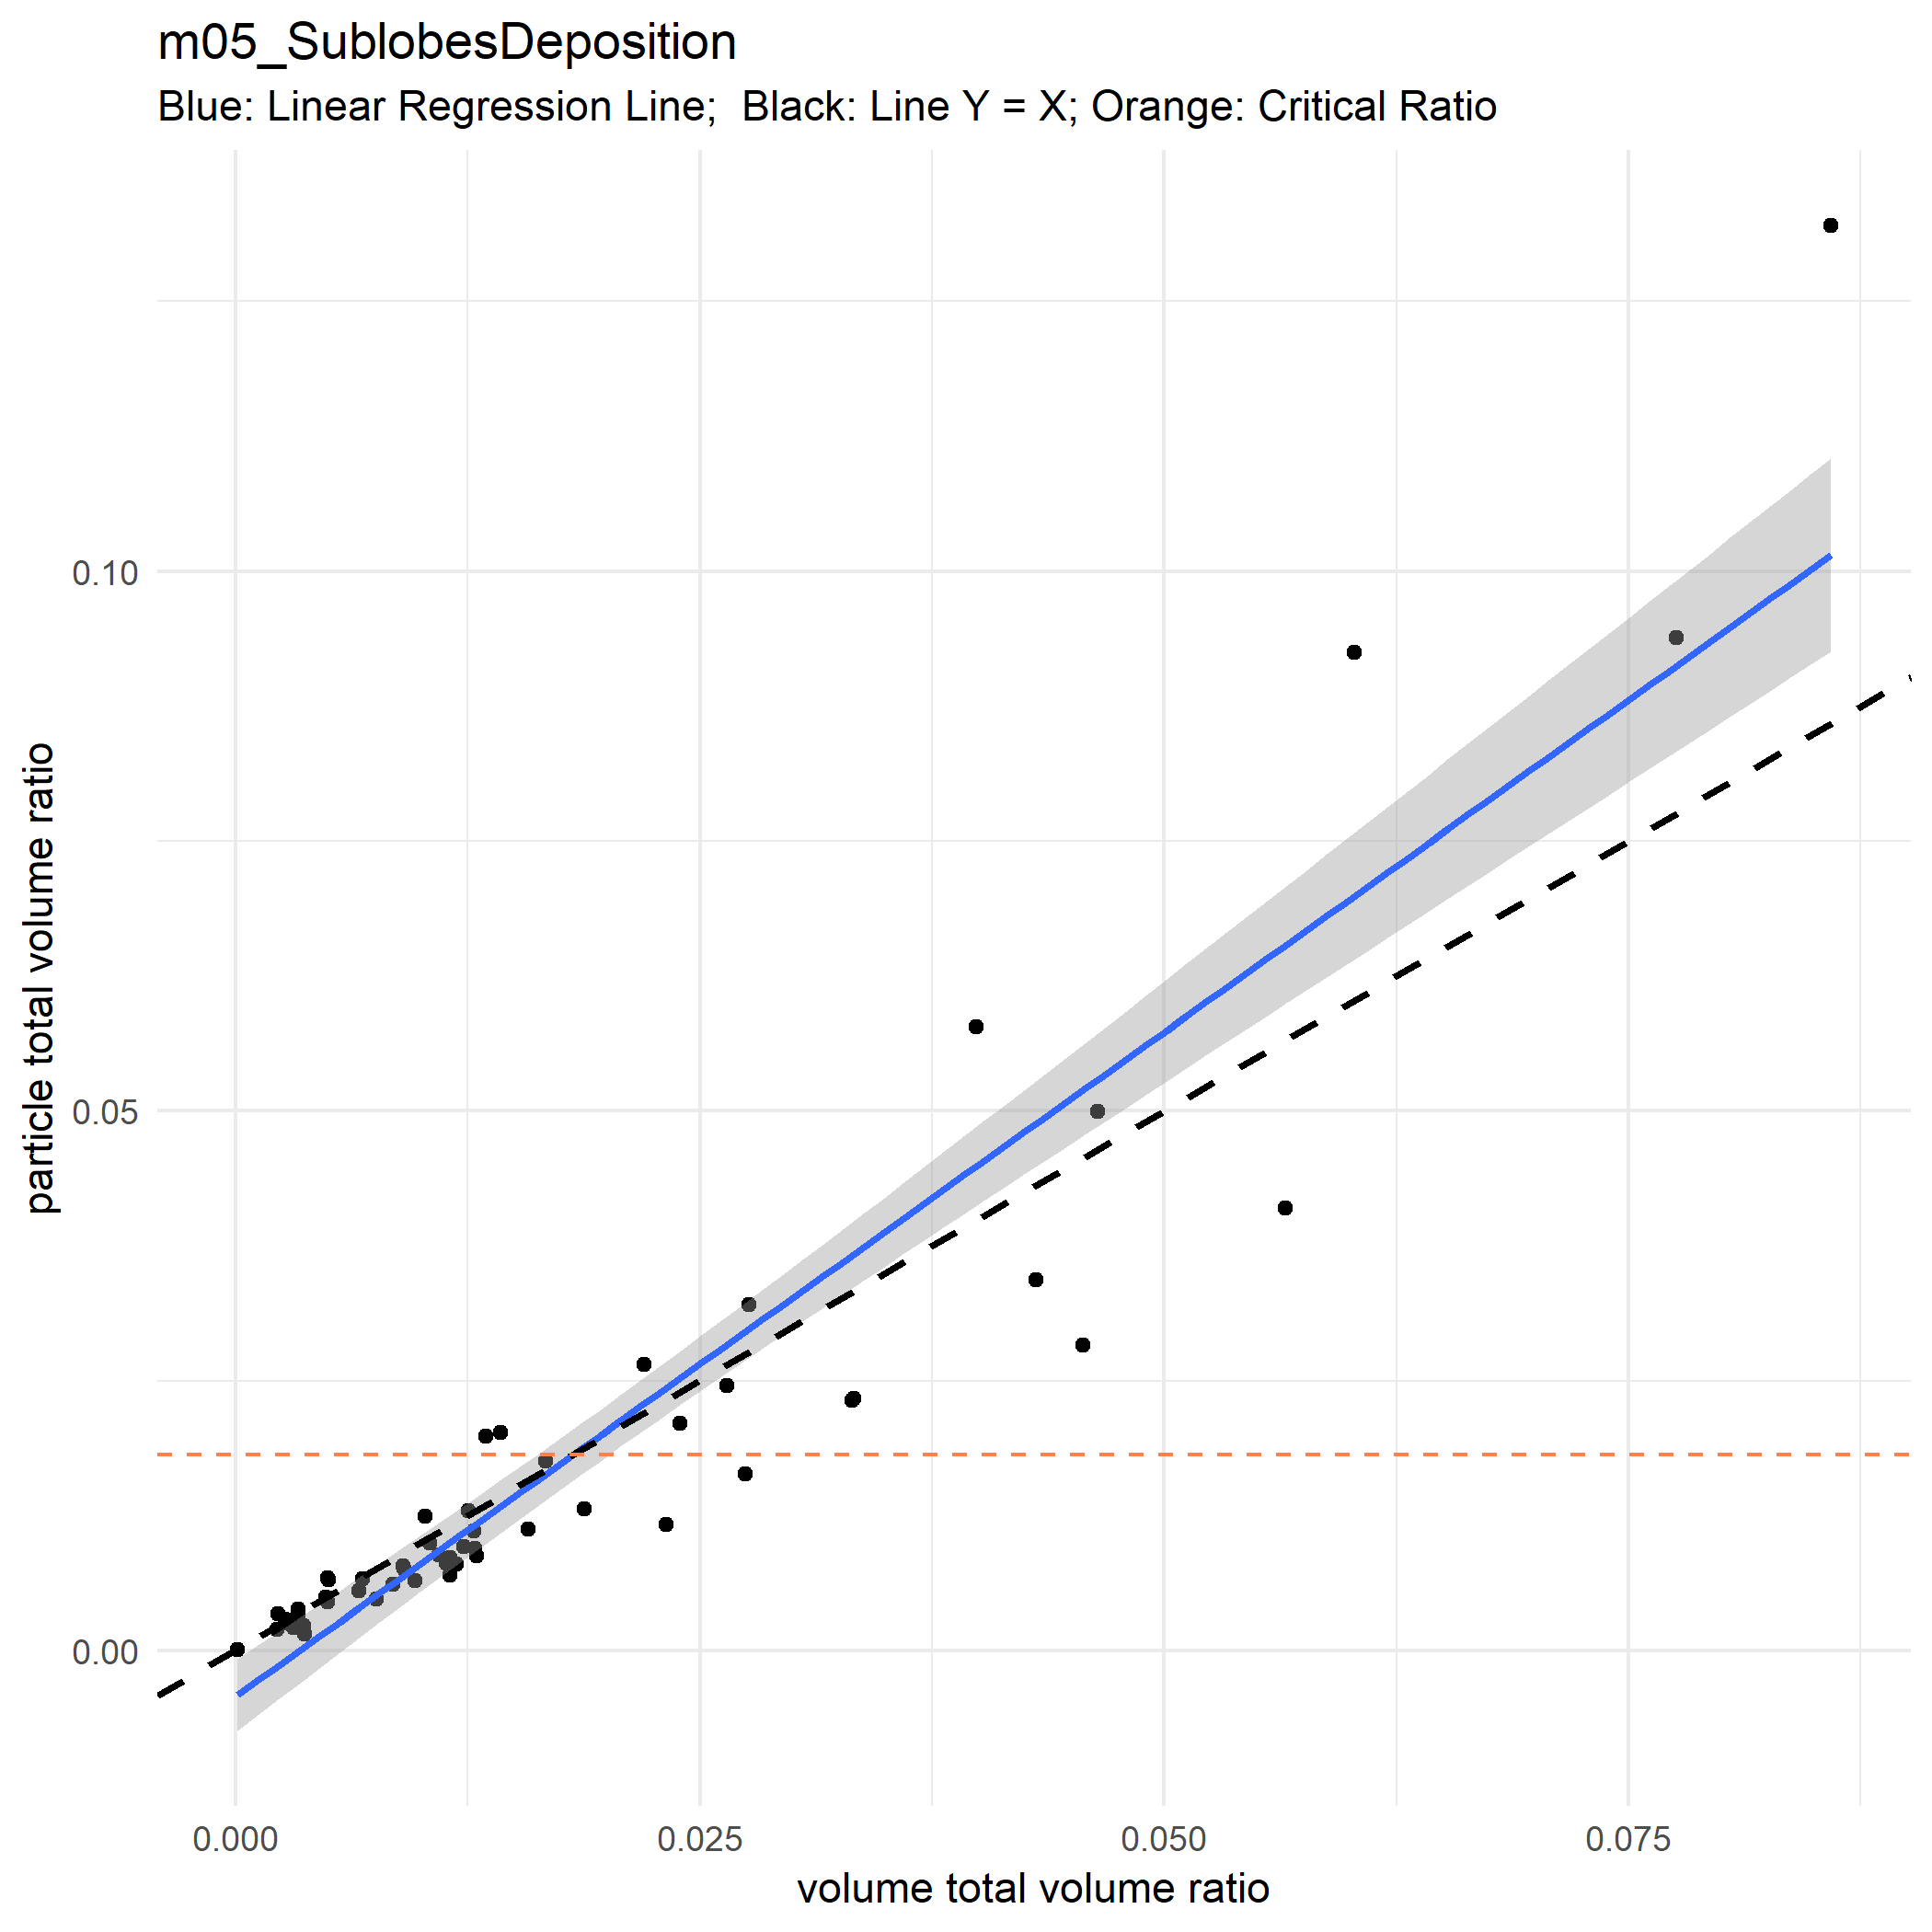 m05_SublobesDeposition
Blue: Linear Regression Line;  Black: Line Y = X; Orange: Critical Ratio
particle total volume ratio
0.10
0.05
0.00
0.000 0.025 0.050 0.075
volume total volume ratio